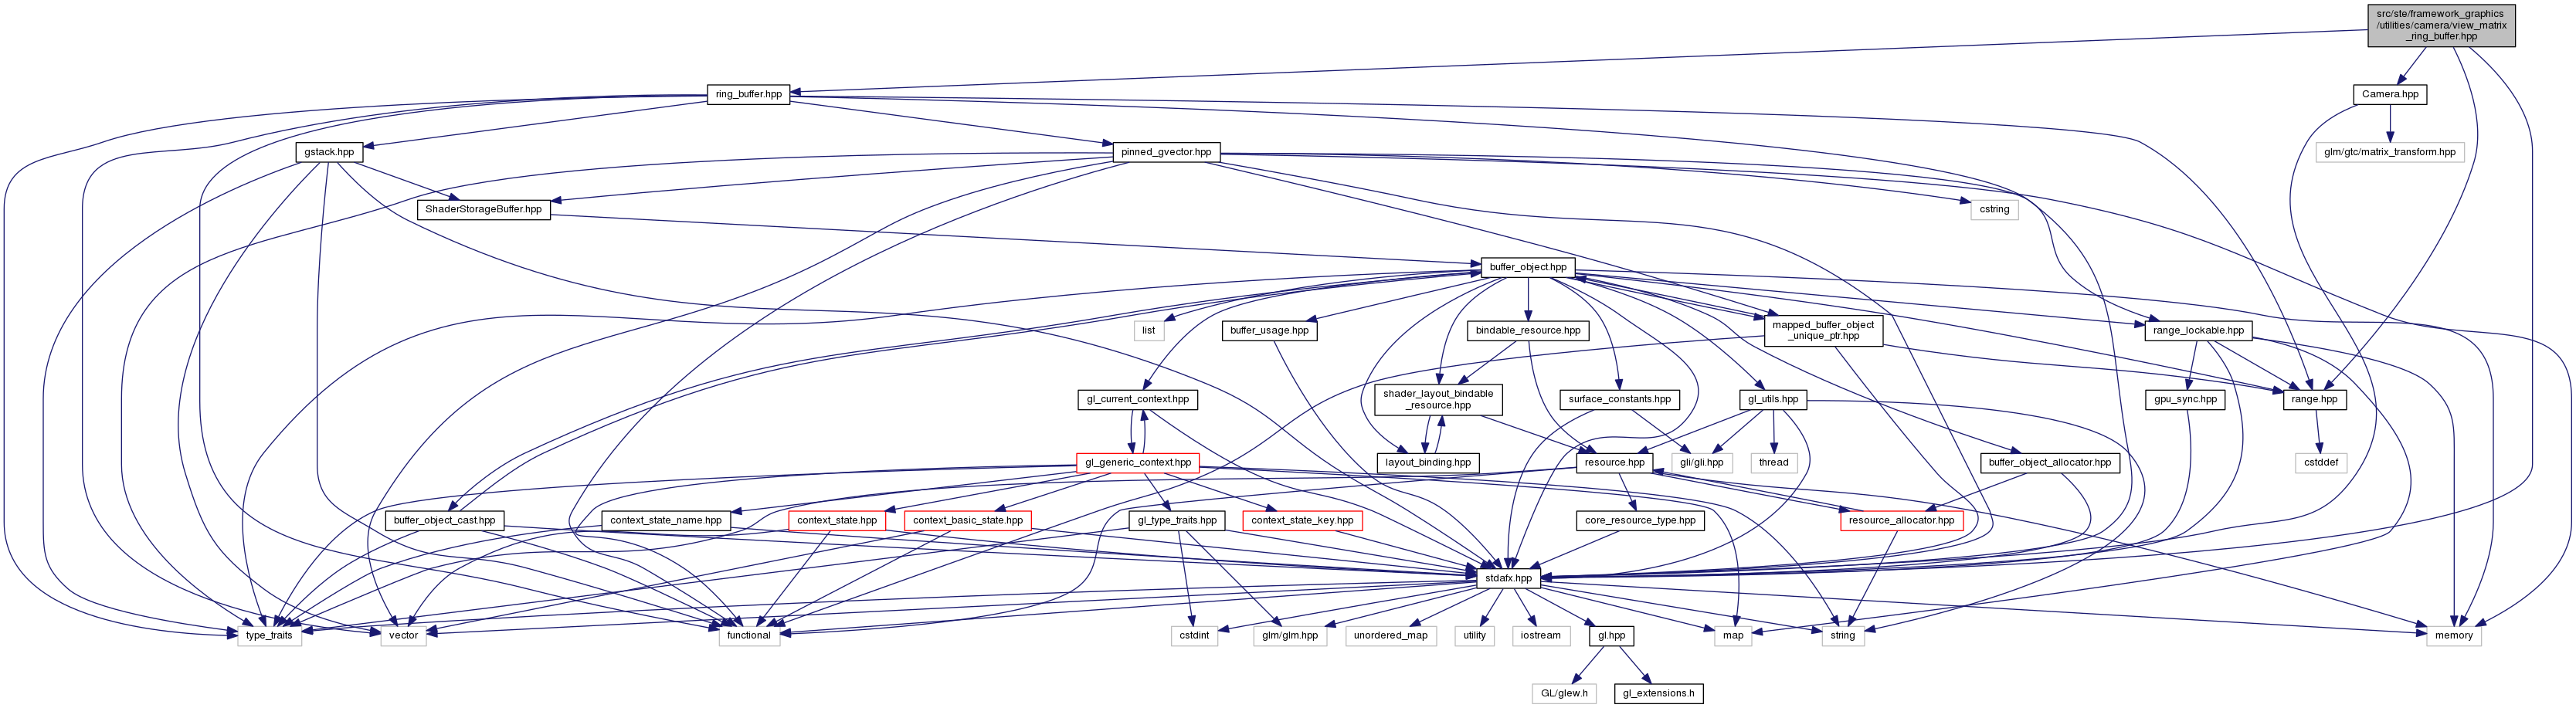 src/ste/framework_graphics
/utilities/camera/view_matrix
_ring_buffer.hpp
ring_buffer.hpp
Camera.hpp
gstack.hpp
pinned_gvector.hpp
glm/gtc/matrix_transform.hpp
ShaderStorageBuffer.hpp
cstring
buffer_object.hpp
list
buffer_usage.hpp
bindable_resource.hpp
mapped_buffer_object
_unique_ptr.hpp
range_lockable.hpp
gl_current_context.hpp
shader_layout_bindable
_resource.hpp
surface_constants.hpp
gl_utils.hpp
gpu_sync.hpp
range.hpp
gl_generic_context.hpp
layout_binding.hpp
resource.hpp
gli/gli.hpp
thread
buffer_object_allocator.hpp
cstddef
buffer_object_cast.hpp
context_state_name.hpp
context_state.hpp
context_basic_state.hpp
gl_type_traits.hpp
context_state_key.hpp
core_resource_type.hpp
resource_allocator.hpp
stdafx.hpp
type_traits
vector
functional
cstdint
glm/glm.hpp
unordered_map
utility
iostream
gl.hpp
map
string
memory
GL/glew.h
gl_extensions.h